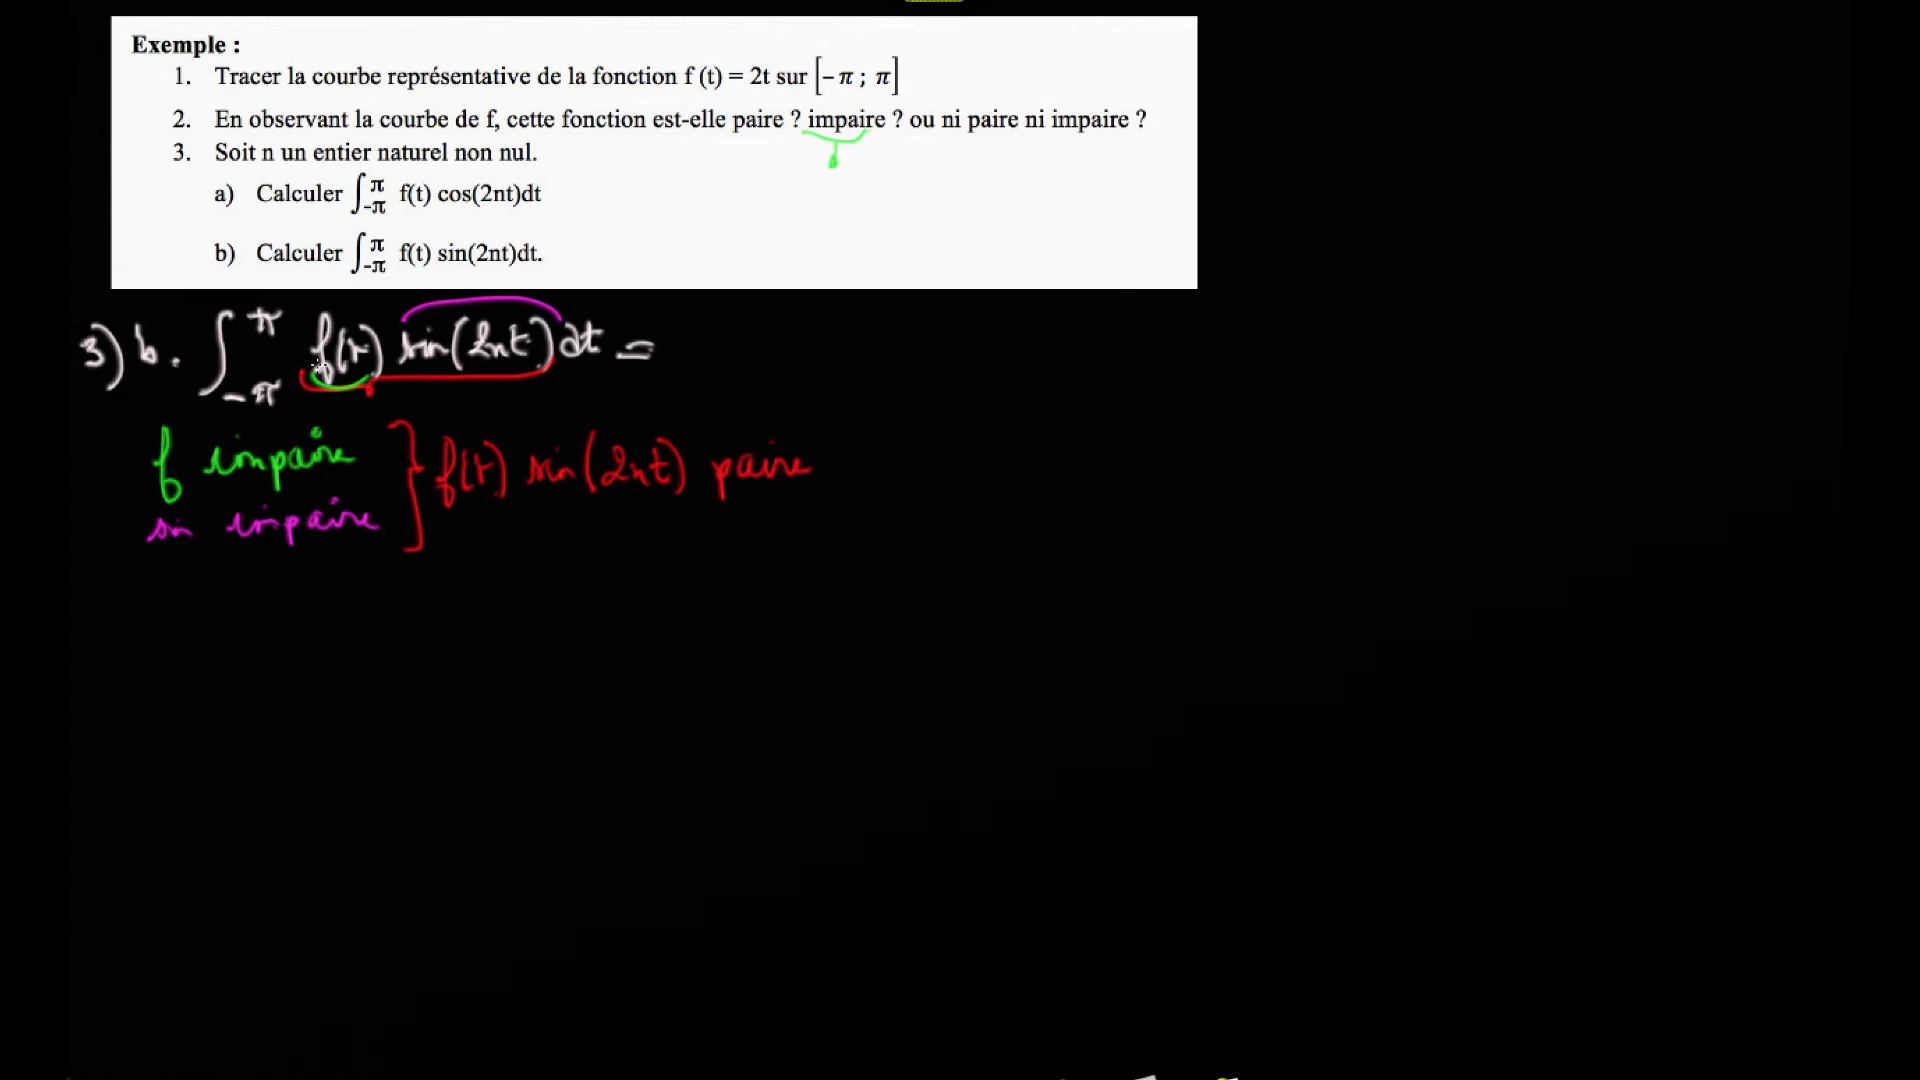 Exemple :
1. Tracer la courbe représentative de la fonction f (t) = 2t sur [-π ; π]
2. En observant la courbe de f, cette fonction est-elle paire ? impaire ? ou ni paire ni impaire ?
3. Soit n un entier naturel non nul.
a) Calculer ∫_{-π}^{π} f(t) cos(2nt)dt
b) Calculer ∫_{-π}^{π} f(t) sin(2nt)dt.
3) b. ∫_{-π}^{π} f(t) sin(2nt) dt =
f impaire
sin impaire } f(t) sin(2nt) paire